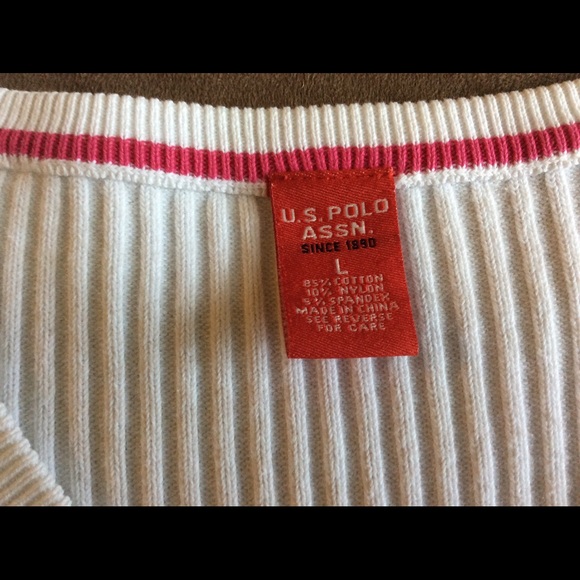 U.S. POLO
ASSN.
SINCE 1890
L
85% COTTON
10% NYLON
5% SPANDEX
MADE IN CHINA
SEE REVERSE
FOR CARE